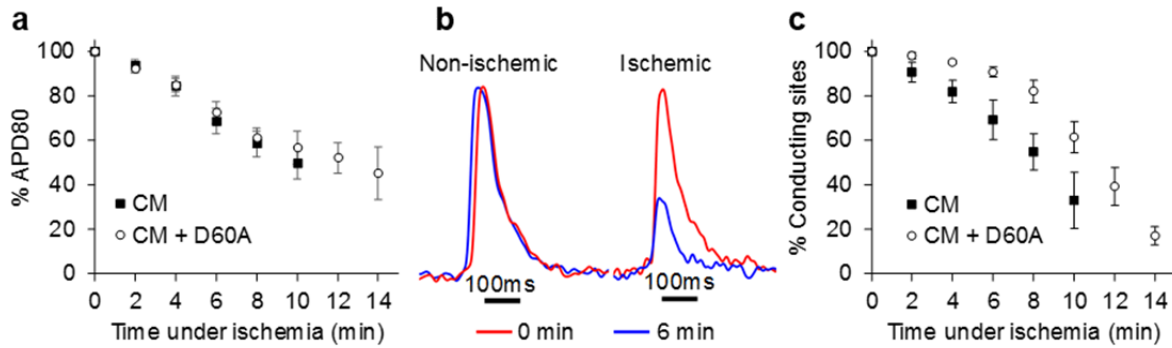 a
100
80
60
40
20
0
% APD80
CM
CM + D60A
0 2 4 6 8 10 12 14
Time under ischemia (min)
b
Non-ischemic Ischemic
100ms 100ms
0 min 6 min
c
100
80
60
40
20
0
% Conducting sites
CM
CM + D60A
0 2 4 6 8 10 12 14
Time under ischemia (min)